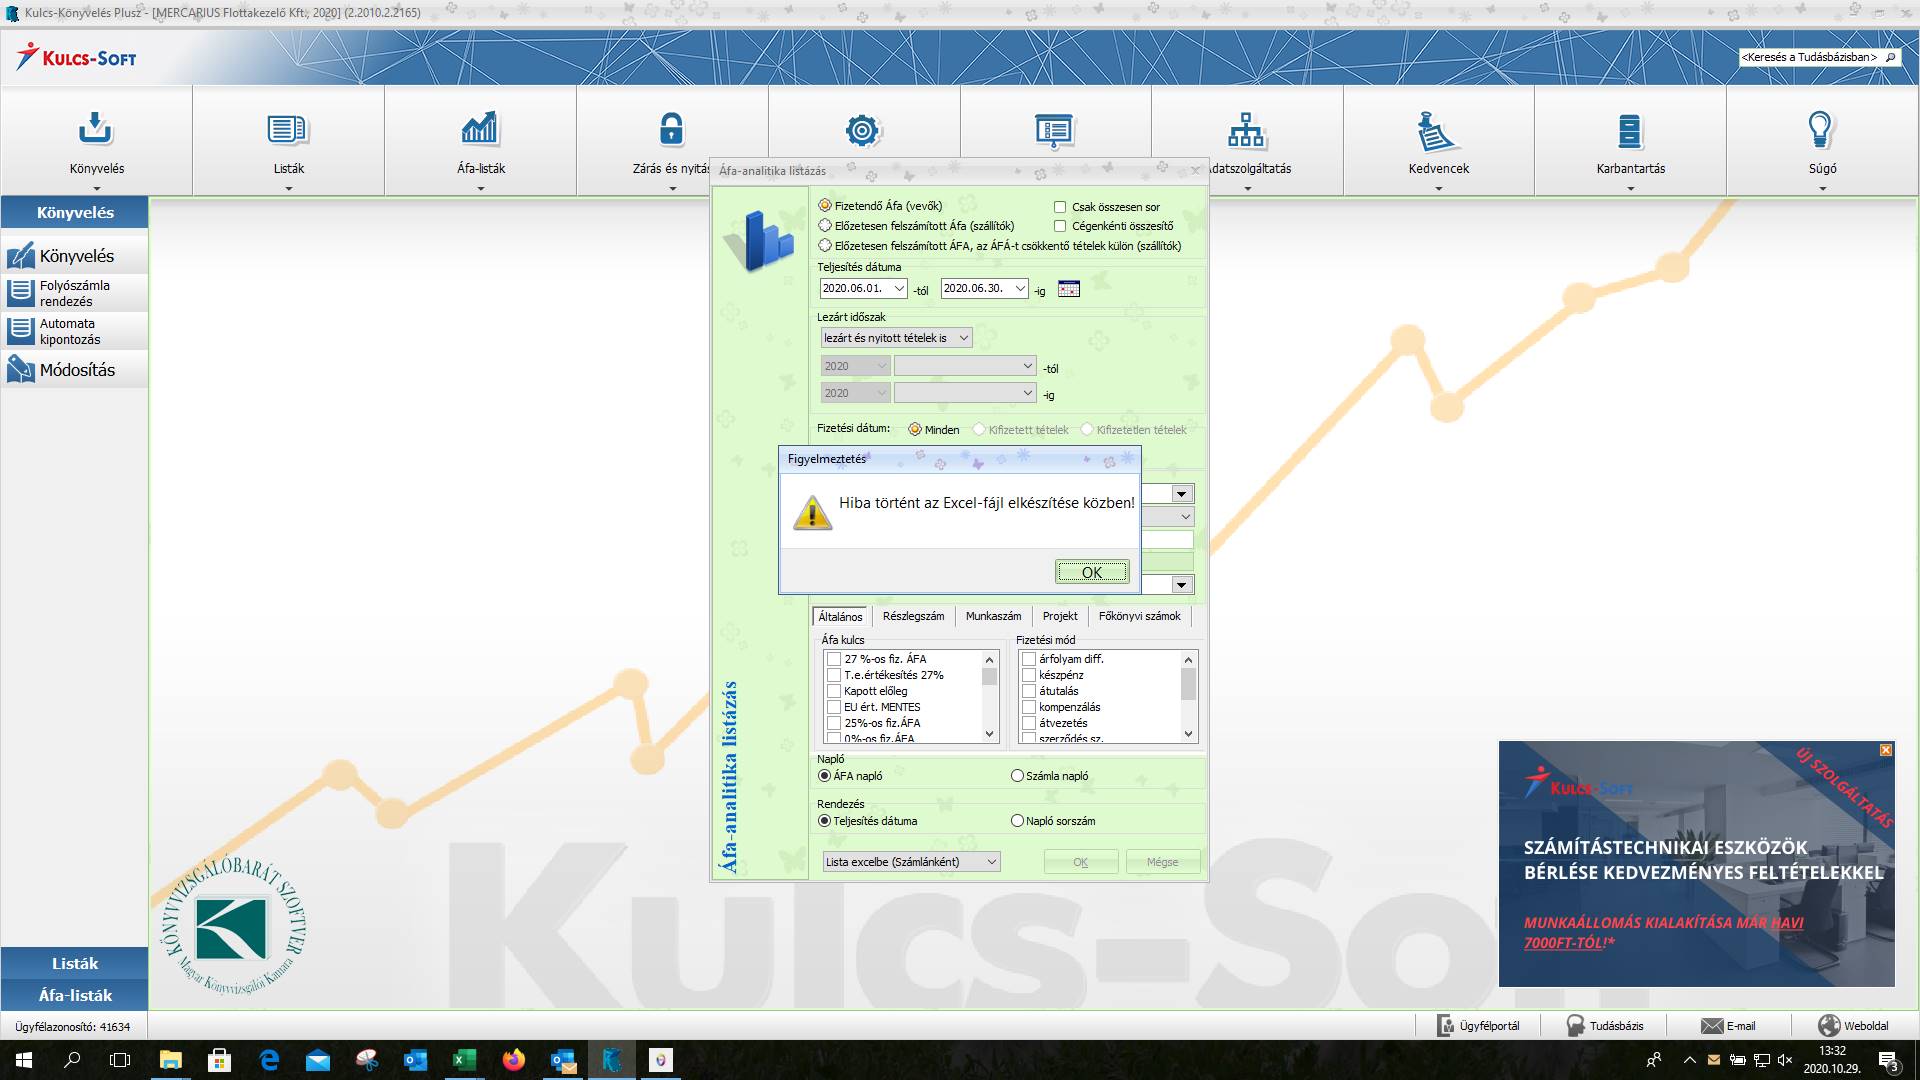 Kulcs-Könyvelés Plusz - [MERCARIUS Flottakezelő Kft., 2020] (2.2010.2.2165)
KULCS-SOFT
<Keresés a Tudásbázisban>
Könyvelés
Listák
Áfa-listák
Zárás és nyitás
datszolgáltatás
Kedvencek
Karbantartás
Súgó
Könyvelés
Könyvelés
Folyószámla
rendezés
Automata
kipontozás
Módosítás
Áfa-analitika listázás
Fizetendő Áfa (vevők)
Csak összesen sor
Előzetesen felszámított Áfa (szállítók)
Cégenkénti összesítő
Előzetesen felszámított ÁFA, az ÁFÁ-t csökkentő tételek külön (szállítók)
Teljesítés dátuma
2020.06.01. -tól 2020.06.30. -ig
Lezárt időszak
lezárt és nyitott tételek is
2020 -tól
2020 -ig
Fizetési dátum: Minden Kifizetett tételek Kifizetetlen tételek
Figyelmeztetés
Hiba történt az Excel-fájl elkészítése közben!
OK
Általános Részlegszám Munkaszám Projekt Főkönyvi számok
Áfa kulcs
27 %-os fiz. ÁFA
T.e.értékesítés 27%
Kapott előleg
EU ért. MENTES
25%-os fiz.ÁFA
0%-os fiz.ÁFA
Fizetési mód
árfolyam diff.
készpénz
átutalás
kompenzálás
átvezetés
szerződés sz.
Napló
ÁFA napló Számla napló
Rendezés
Teljesítés dátuma Napló sorszám
Lista excelbe (Számlánként) OK Mégse
Áfa-analitika listázás
KÖNYVVIZSGÁLÓBARÁT SZOFTVER
Magyar Könyvvizsgálói Kamara
Kulcs-Soft
ÚJ SZOLGÁLTATÁS
KULCS-SOFT
SZÁMÍTÁSTECHNIKAI ESZKÖZÖK
BÉRLÉSE KEDVEZMÉNYES FELTÉTELEKKEL
MUNKAÁLLOMÁS KIALAKÍTÁSA MÁR HAVI
7000FT-TÓL!*
Listák
Áfa-listák
Ügyfélazonosító: 41634
Ügyfélportál Tudásbázis E-mail Weboldal
13:32
2020.10.29.
3